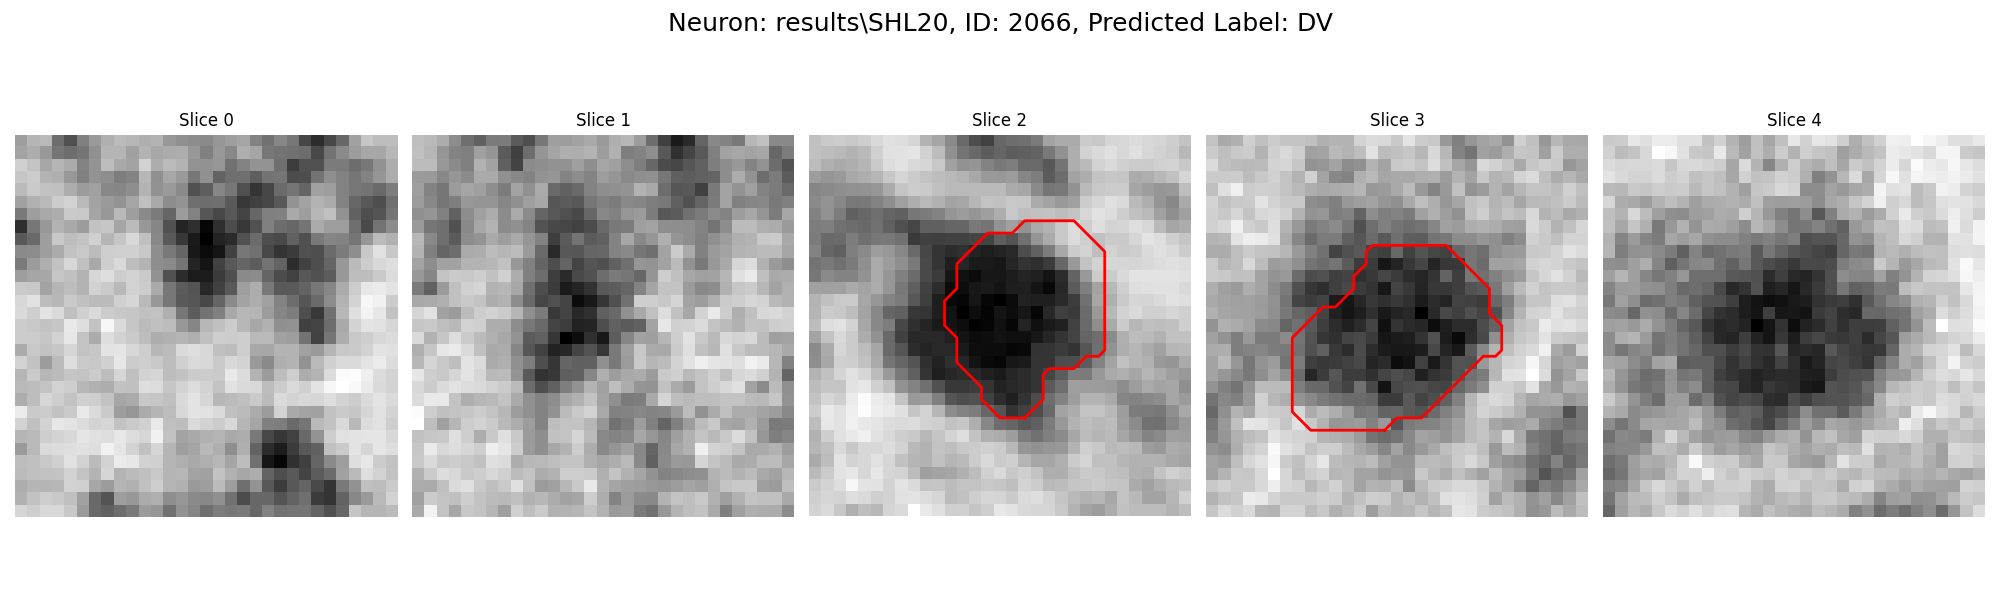 Neuron: results\SHL20, ID: 2066, Predicted Label: DV
Slice 0
Slice 1
Slice 2
Slice 3
Slice 4